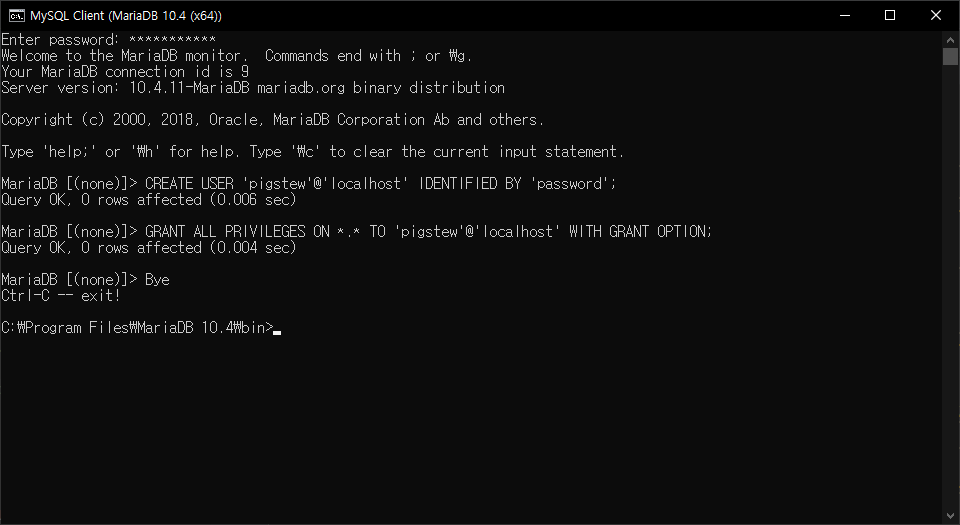 MySQL Client (MariaDB 10.4 (x64))
Enter password: ***********
Welcome to the MariaDB monitor.  Commands end with ; or ₩g.
Your MariaDB connection id is 9
Server version: 10.4.11-MariaDB mariadb.org binary distribution
Copyright (c) 2000, 2018, Oracle, MariaDB Corporation Ab and others.
Type 'help;' or '₩h' for help. Type '₩c' to clear the current input statement.
MariaDB [(none)]> CREATE USER 'pigstew'@'localhost' IDENTIFIED BY 'password';
Query OK, 0 rows affected (0.006 sec)
MariaDB [(none)]> GRANT ALL PRIVILEGES ON *.* TO 'pigstew'@'localhost' WITH GRANT OPTION;
Query OK, 0 rows affected (0.004 sec)
MariaDB [(none)]> Bye
Ctrl-C -- exit!
C:₩Program Files₩MariaDB 10.4₩bin>